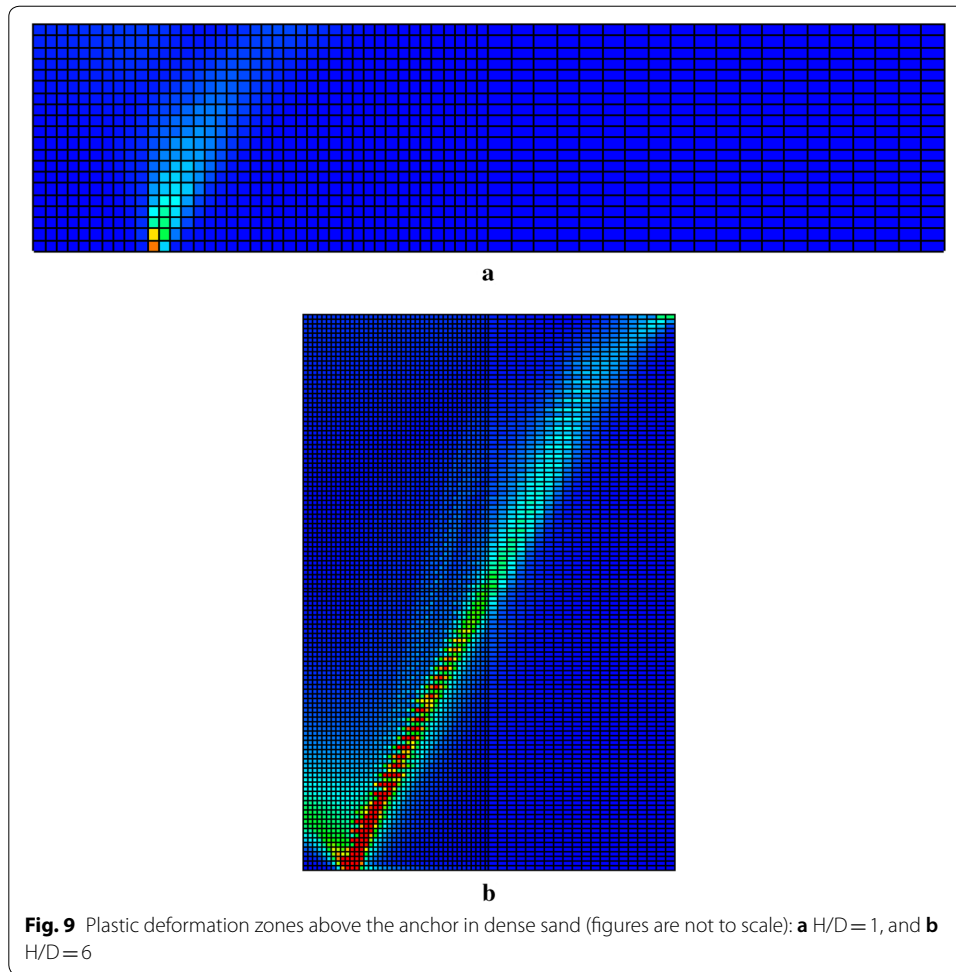 a
b
Fig. 9 Plastic deformation zones above the anchor in dense sand (figures are not to scale): a H/D=1, and b
H/D=6